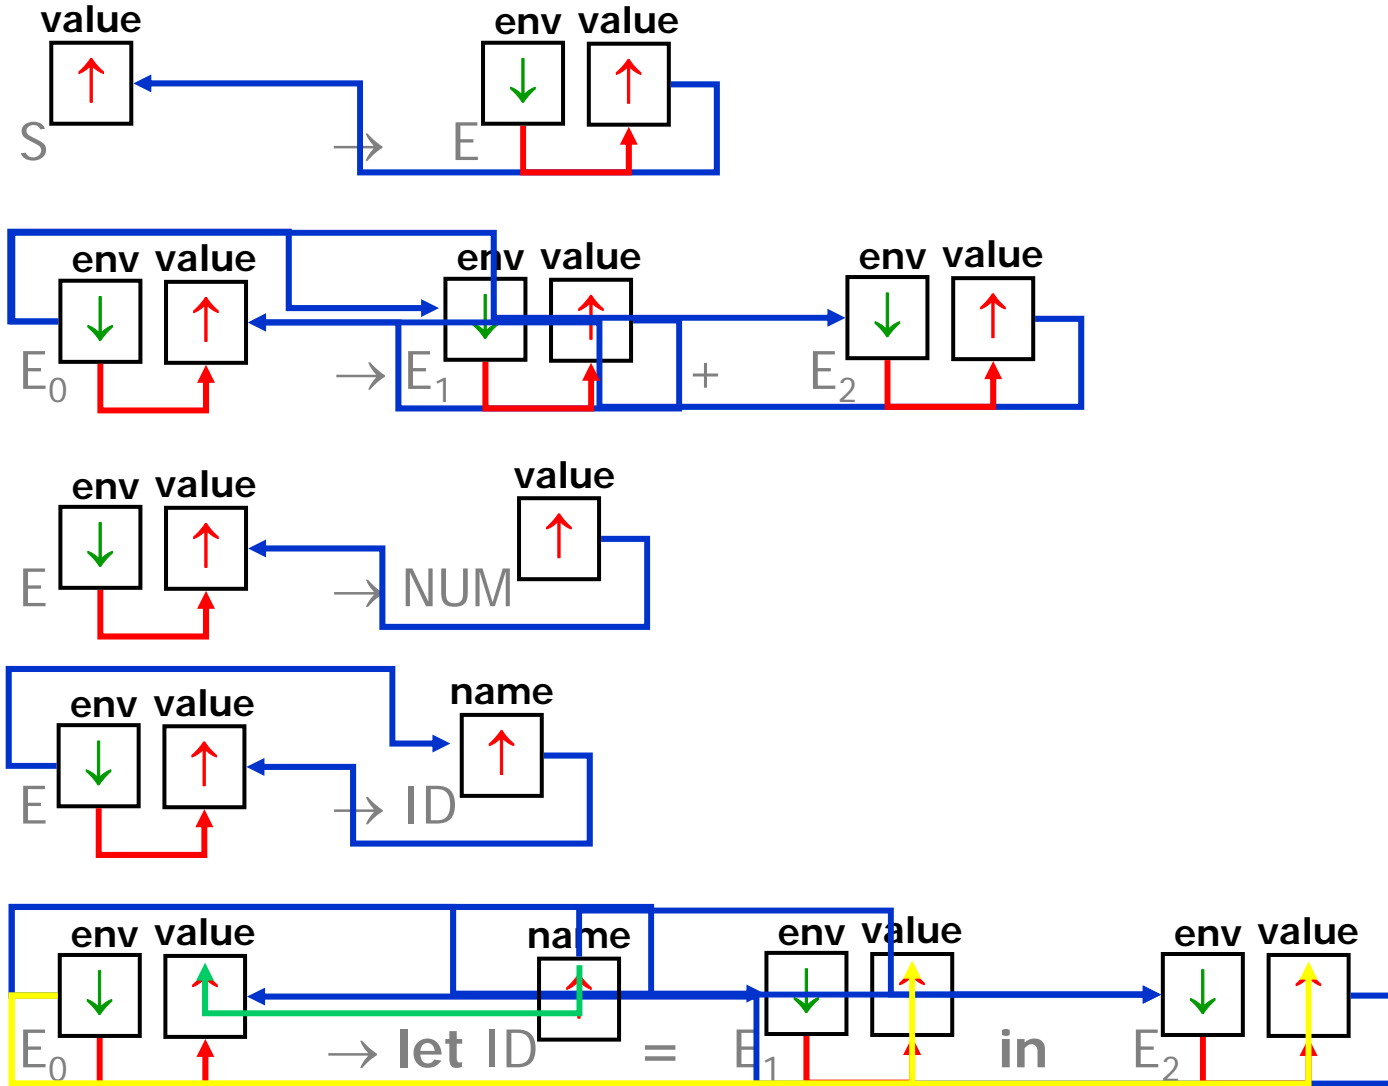 value env value
S → E
env value env value env value
E₀ → E₁ + E₂
env value value
E → NUM
env value name
E → ID
env value name env value env value
E₀ → let ID = E₁ in E₂